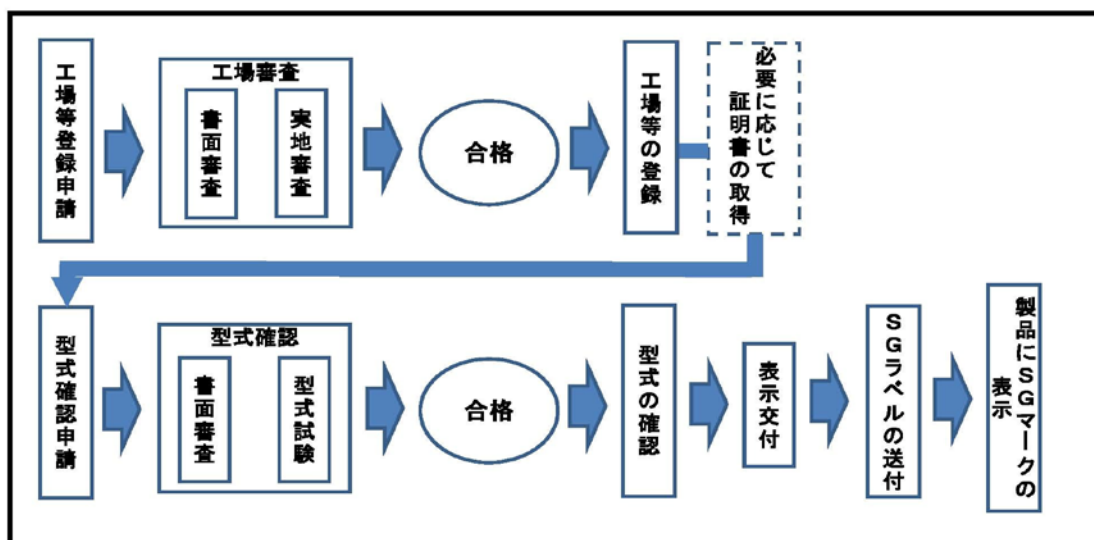 工場等登録申請
工場審査
書面審査
実地審査
合格
工場等の登録
必要に応じて
証明書の取得
型式確認申請
型式確認
書面審査
型式試験
合格
型式の確認
表示交付
SGラベルの送付
製品にSGマークの
表示